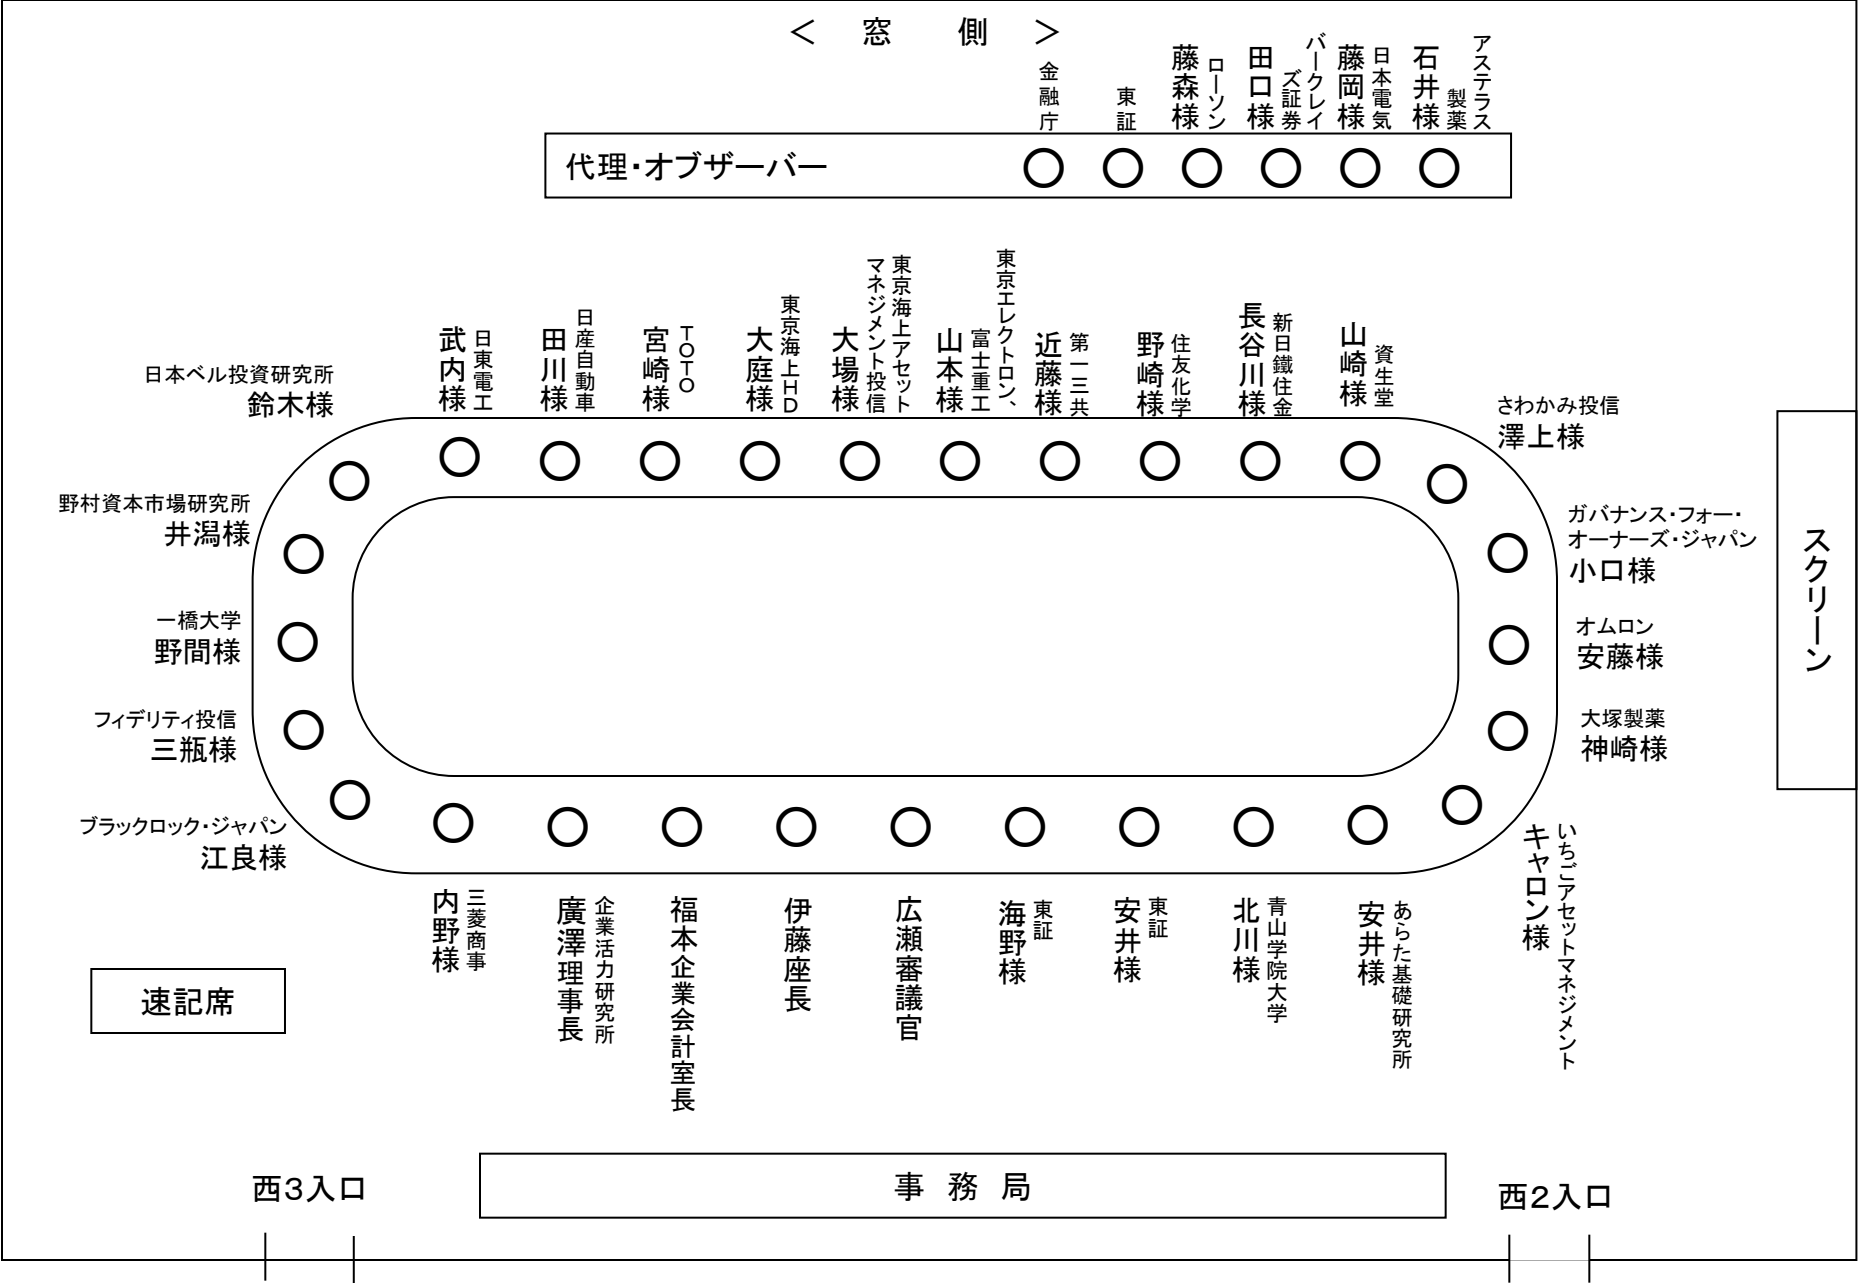 ＜ 窓 側 ＞
金融庁
東証
ローソン
藤森様
バークレイ
ズ証券
田口様
日本電気
藤岡様
アステラス
製薬
石井様
代理・オブザーバー
日本ベル投資研究所
鈴木様
日東電工
武内様
日産自動車
田川様
ＴＯＴＯ
宮崎様
東京海上ＨＤ
大庭様
東京海上アセット
マネジメント投信
大場様
東京エレクトロン、
富士重工
山本様
第一三共
近藤様
住友化学
野崎様
新日鐵住金
長谷川様
資生堂
山崎様
さわかみ投信
澤上様
ガバナンス・フォー・
オーナーズ・ジャパン
小口様
オムロン
安藤様
大塚製薬
神崎様
スクリーン
野村資本市場研究所
井潟様
一橋大学
野間様
フィデリティ投信
三瓶様
ブラックロック・ジャパン
江良様
三菱商事
内野様
企業活力研究所
廣澤理事長
福本企業会計室長
伊藤座長
広瀬審議官
東証
海野様
東証
安井様
青山学院大学
北川様
あらた基礎研究所
安井様
いちごアセットマネジメント
キャロン様
速記席
西３入口
事 務 局
西２入口